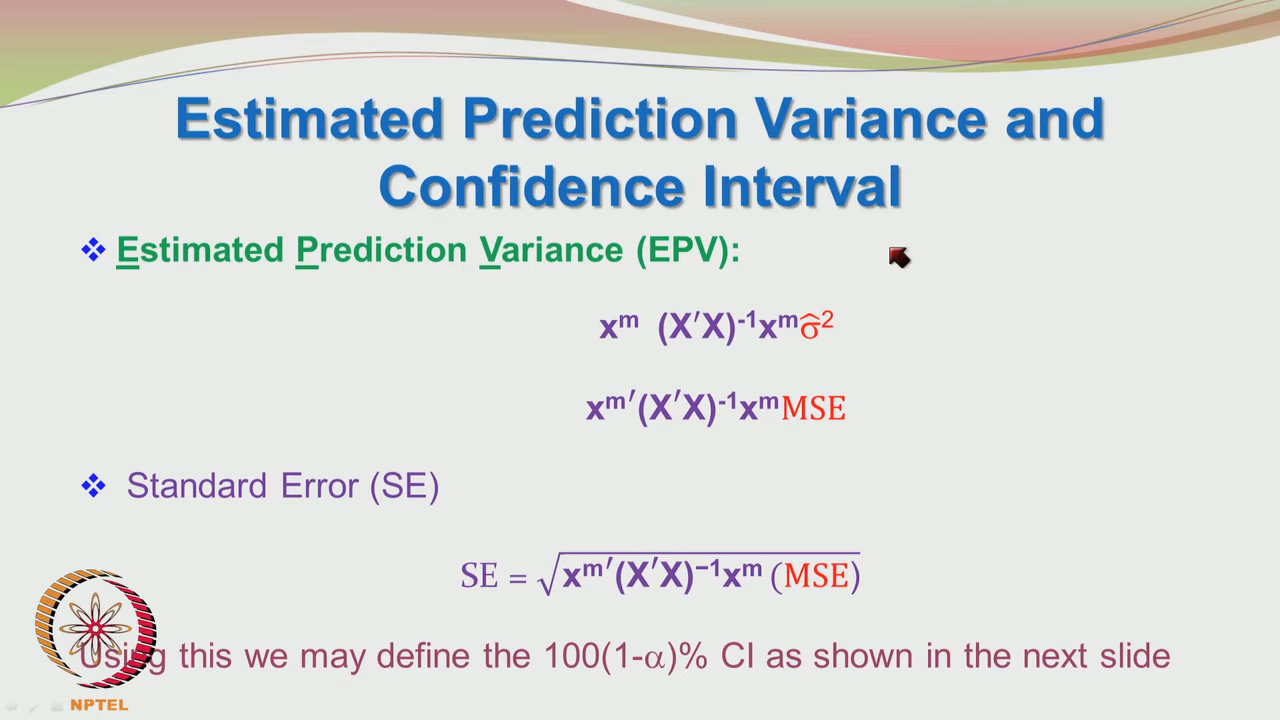 Estimated Prediction Variance and
Confidence Interval
❖ Estimated Prediction Variance (EPV):
xᵐ (X′X)⁻¹xᵐσ̂²
xᵐ′(X′X)⁻¹xᵐMSE
❖ Standard Error (SE)
SE = √xᵐ′(X′X)⁻¹xᵐ (MSE)
Using this we may define the 100(1-α)% CI as shown in the next slide
NPTEL